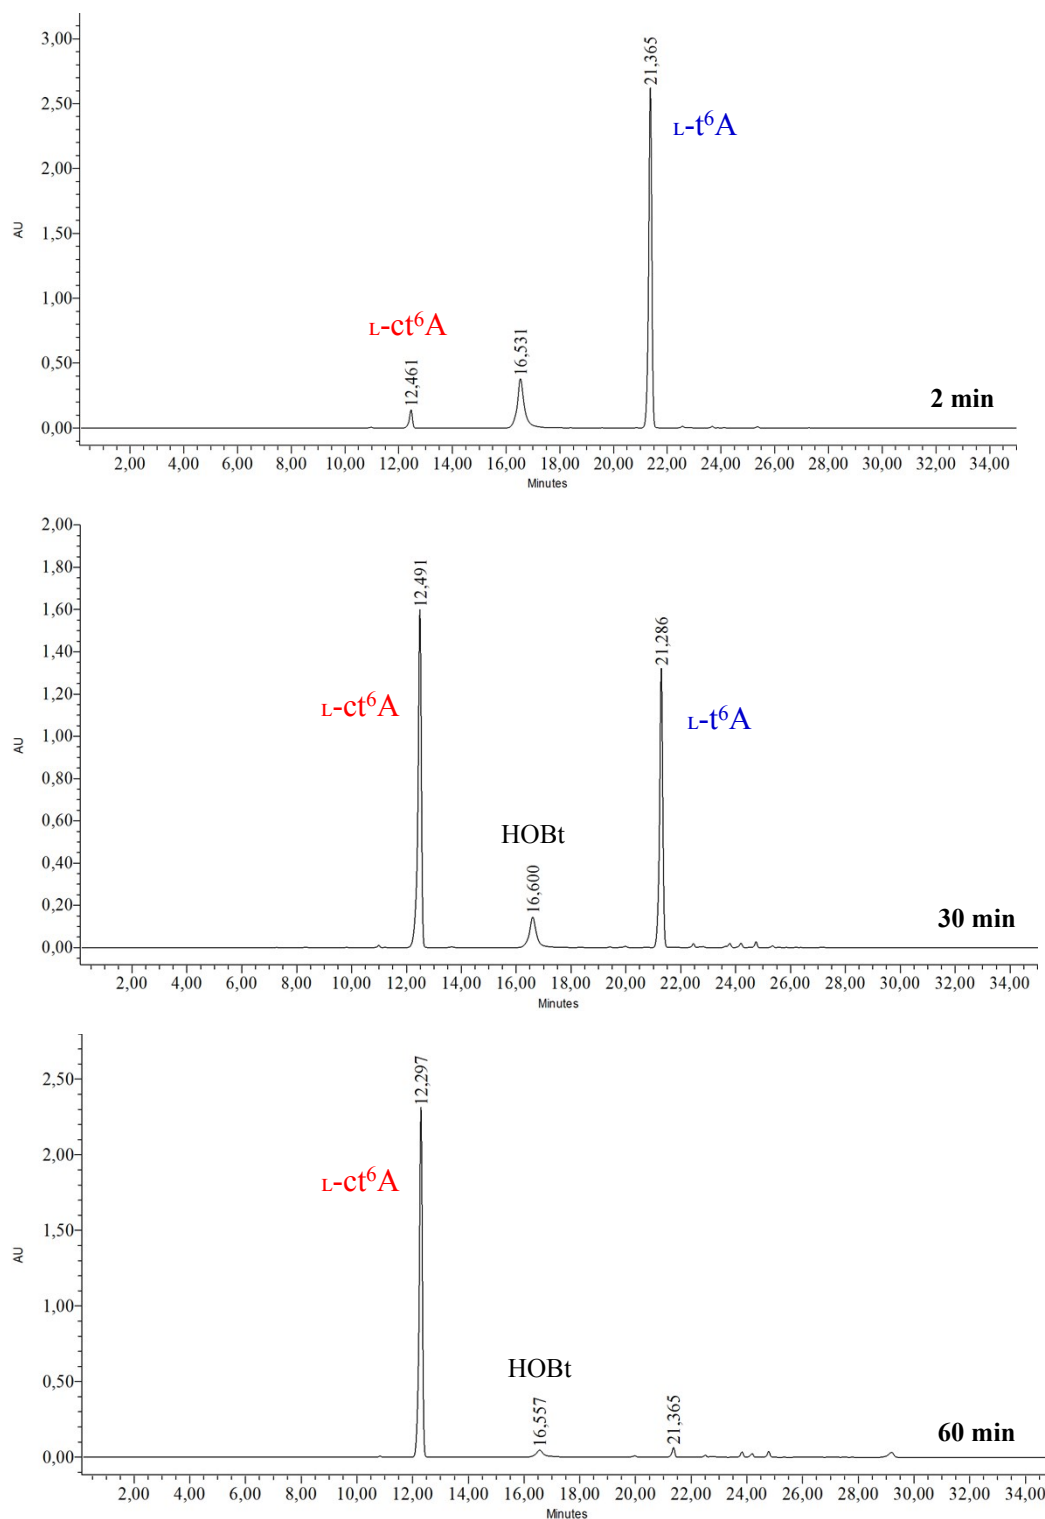 3,00
2,50
2,00
1,50
1,00
0,50
0,00
AU
21,365
L-t⁶A
L-ct⁶A
12,461
16,531
2 min
2,00 4,00 6,00 8,00 10,00 12,00 14,00 16,00 18,00 20,00 22,00 24,00 26,00 28,00 30,00 32,00 34,00
Minutes
2,00
1,80
1,60
1,40
1,20
1,00
0,80
0,60
0,40
0,20
0,00
AU
12,491
21,286
L-ct⁶A
L-t⁶A
HOBt
16,600
30 min
2,00 4,00 6,00 8,00 10,00 12,00 14,00 16,00 18,00 20,00 22,00 24,00 26,00 28,00 30,00 32,00 34,00
Minutes
2,50
2,00
1,50
1,00
0,50
0,00
AU
12,297
L-ct⁶A
HOBt
16,557
21,365
60 min
2,00 4,00 6,00 8,00 10,00 12,00 14,00 16,00 18,00 20,00 22,00 24,00 26,00 28,00 30,00 32,00 34,00
Minutes